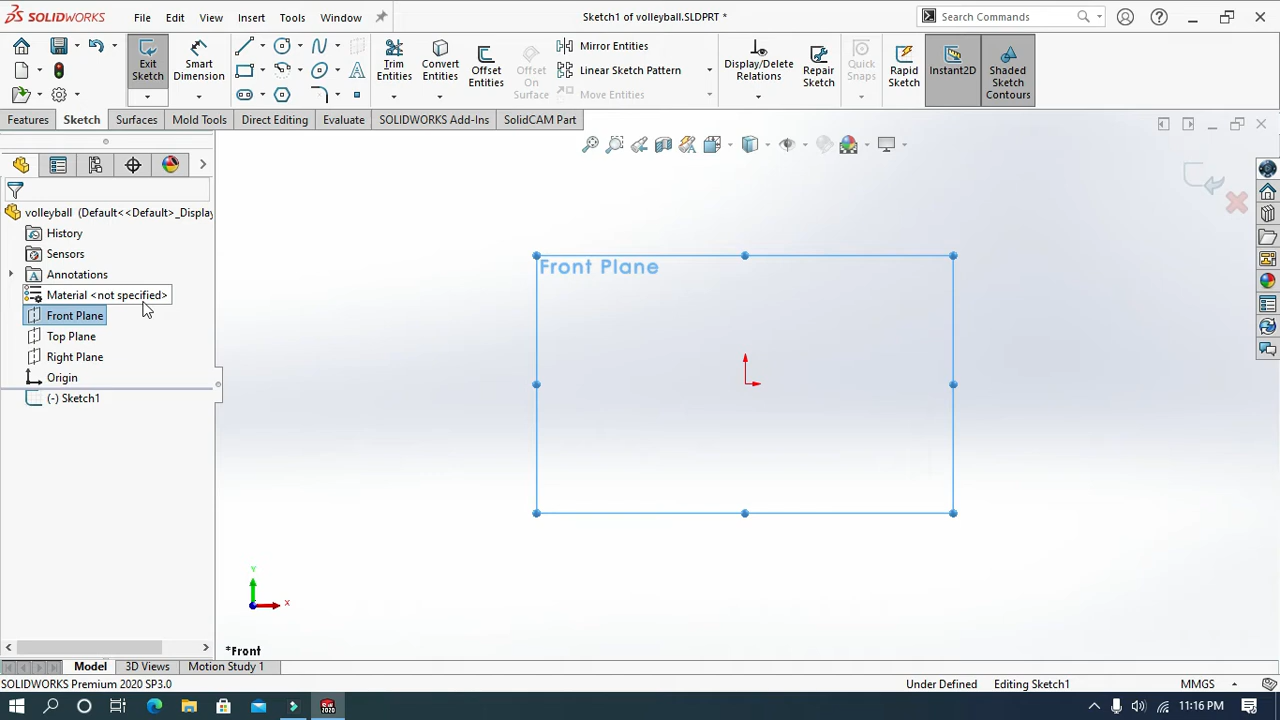 SOLIDWORKS File Edit View Insert Tools Window Sketch1 of volleyball.SLDPRT * Search Commands
Exit Sketch Smart Dimension Trim Entities Convert Entities Offset Entities Offset On Surface Mirror Entities Linear Sketch Pattern Move Entities Display/Delete Relations Repair Sketch Quick Snaps Rapid Sketch Instant2D Shaded Sketch Contours
Features Sketch Surfaces Mold Tools Direct Editing Evaluate SOLIDWORKS Add-Ins SolidCAM Part
volleyball (Default<<Default>_Display
History
Sensors
Annotations
Material <not specified>
Front Plane
Top Plane
Right Plane
Origin
(-) Sketch1
Front Plane
Y
X
*Front
Model 3D Views Motion Study 1
SOLIDWORKS Premium 2020 SP3.0 Under Defined Editing Sketch1 MMGS
11:16 PM